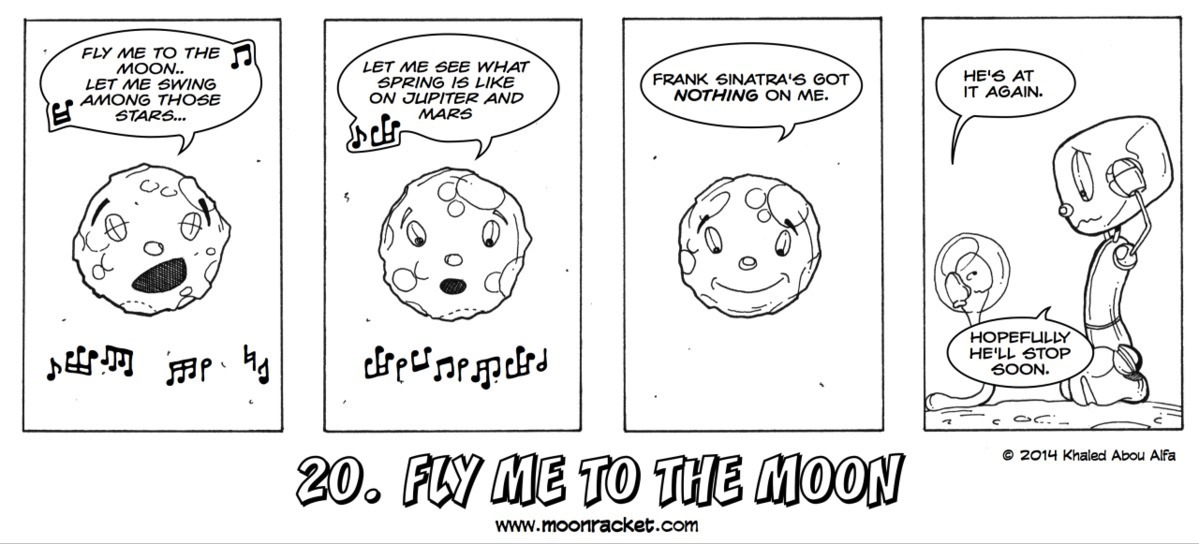 FLY ME TO THE
MOON..
LET ME SWING
AMONG THOSE
STARS...
LET ME SEE WHAT
SPRING IS LIKE
ON JUPITER AND
MARS
FRANK SINATRA'S GOT
NOTHING ON ME.
HE'S AT
IT AGAIN.
HOPEFULLY
HE'LL STOP
SOON.
© 2014 Khaled Abou Alfa
20. FLY ME TO THE MOON
www.moonracket.com